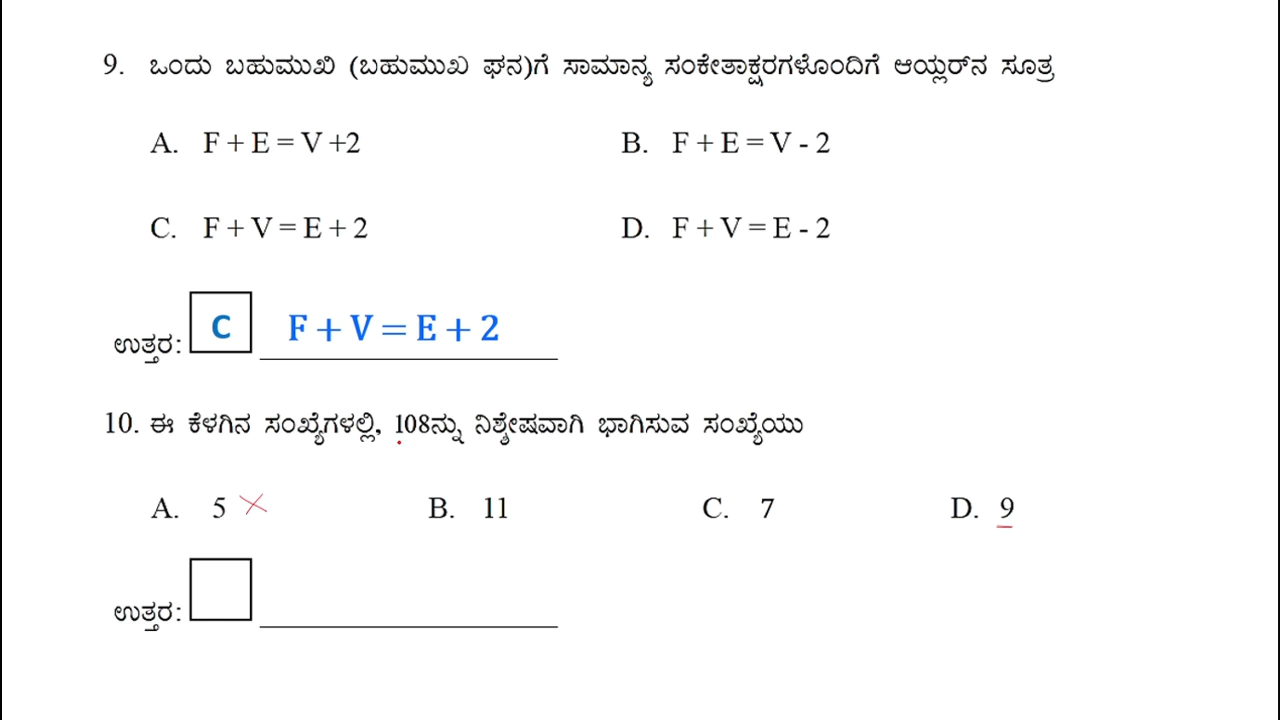 9. ಒಂದು ಬಹುಮುಖಿ (ಬಹುಮುಖ ಘನ)ಗೆ ಸಾಮಾನ್ಯ ಸಂಕೇತಾಕ್ಷರಗಳೊಂದಿಗೆ ಆಯ್ಲರ್‌ನ ಸೂತ್ರ
A. F + E = V +2 B. F + E = V - 2
C. F + V = E + 2 D. F + V = E - 2
ಉತ್ತರ: C F + V = E + 2
10. ಈ ಕೆಳಗಿನ ಸಂಖ್ಯೆಗಳಲ್ಲಿ, 108ನ್ನು ನಿಶ್ಶೇಷವಾಗಿ ಭಾಗಿಸುವ ಸಂಖ್ಯೆಯು
A. 5 B. 11 C. 7 D. 9
ಉತ್ತರ: